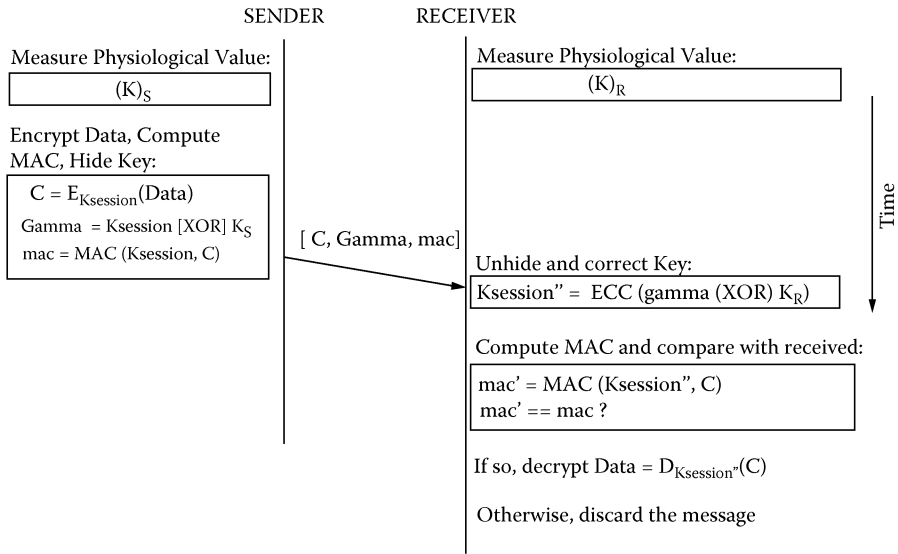 SENDER
RECEIVER
Measure Physiological Value:
(K)S
Measure Physiological Value:
(K)R
Encrypt Data, Compute
MAC, Hide Key:
C = EKsession(Data)
Gamma = Ksession [XOR] KS
mac = MAC (Ksession, C)
[ C, Gamma, mac]
Time
Unhide and correct Key:
Ksession” = ECC (gamma (XOR) KR)
Compute MAC and compare with received:
mac’ = MAC (Ksession”, C)
mac’ == mac ?
If so, decrypt Data = DKsession”(C)
Otherwise, discard the message